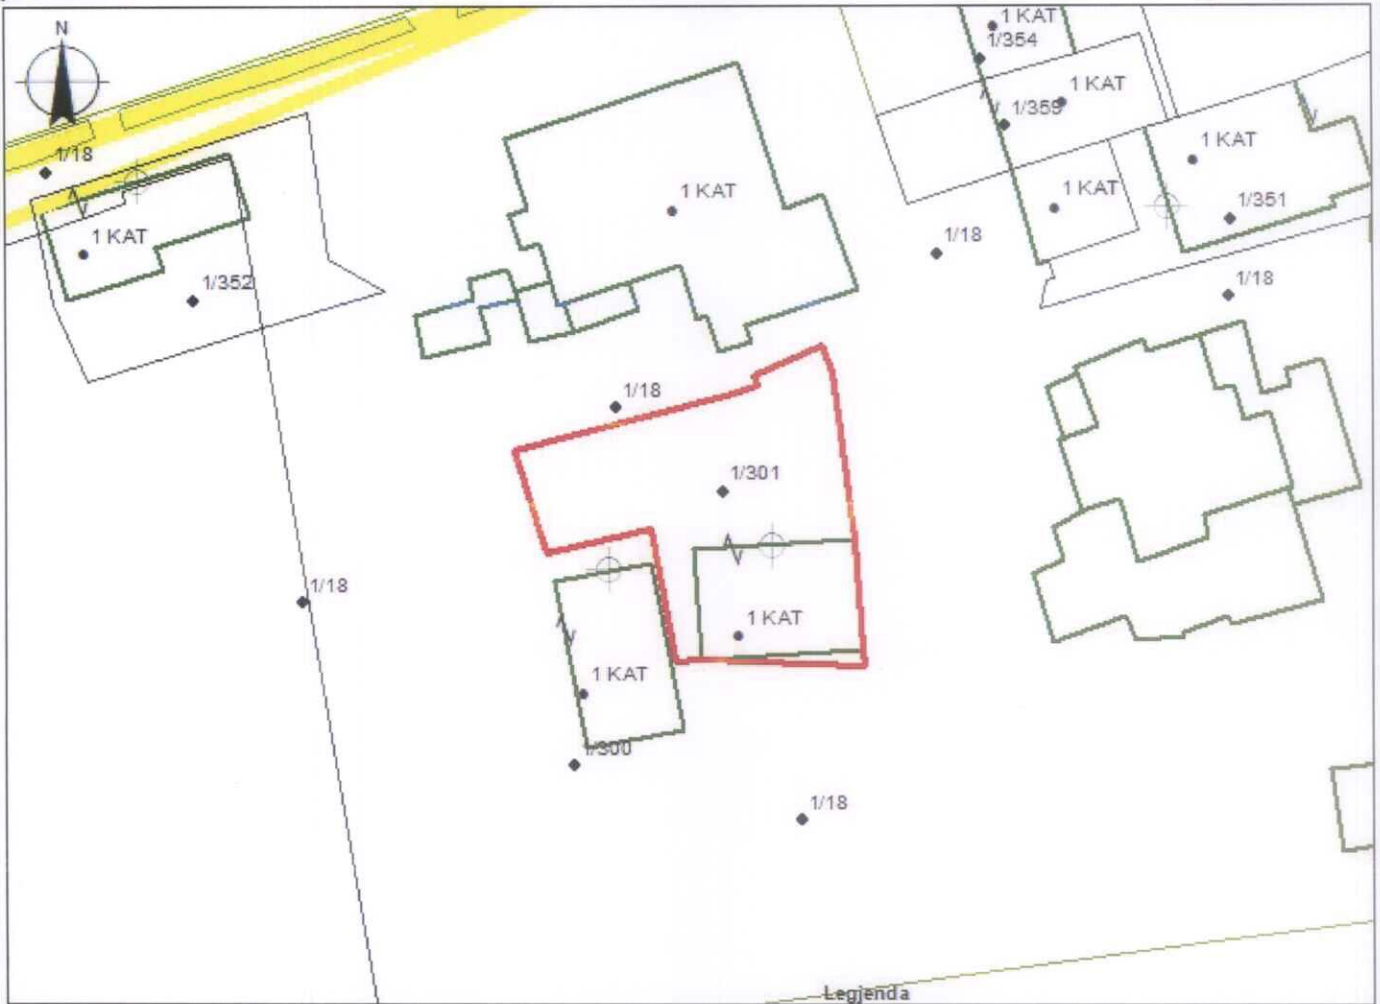 N
1 KAT
1/354
1 KAT
1/359
1 KAT
1/18
1 KAT
1 KAT
1 KAT
1/351
1/18
1 KAT
1/352
1/18
1/18
1/301
1/18
1 KAT
1 KAT
1/300
1/18
Legjenda